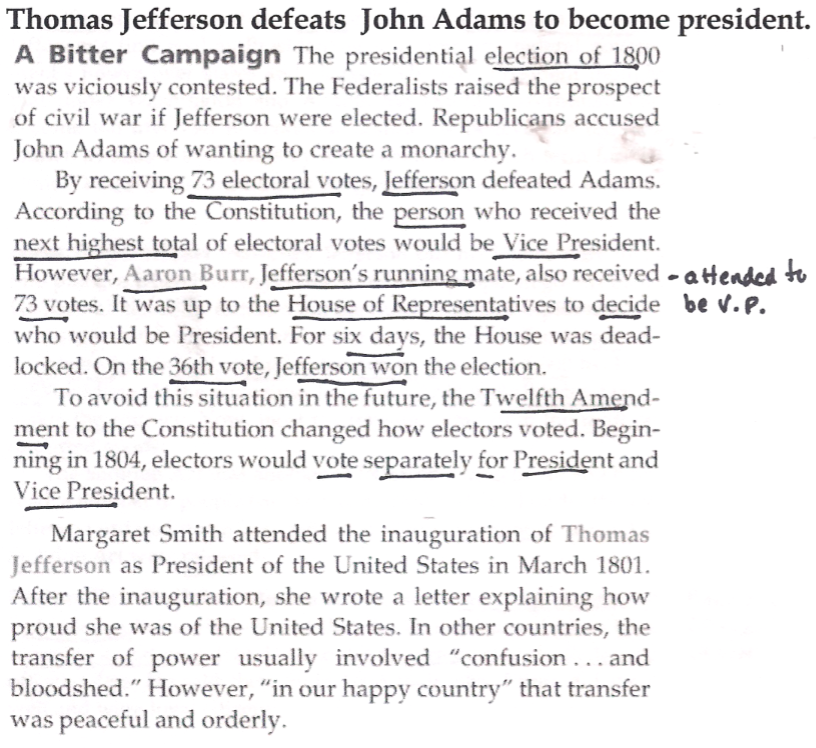 Thomas Jefferson defeats John Adams to become president.
A Bitter Campaign The presidential election of 1800
was viciously contested. The Federalists raised the prospect
of civil war if Jefferson were elected. Republicans accused
John Adams of wanting to create a monarchy.
By receiving 73 electoral votes, Jefferson defeated Adams.
According to the Constitution, the person who received the
next highest total of electoral votes would be Vice President.
However, Aaron Burr, Jefferson's running mate, also received - attended to
73 votes. It was up to the House of Representatives to decide be V.P.
who would be President. For six days, the House was dead-
locked. On the 36th vote, Jefferson won the election.
To avoid this situation in the future, the Twelfth Amend-
ment to the Constitution changed how electors voted. Begin-
ning in 1804, electors would vote separately for President and
Vice President.
Margaret Smith attended the inauguration of Thomas
Jefferson as President of the United States in March 1801.
After the inauguration, she wrote a letter explaining how
proud she was of the United States. In other countries, the
transfer of power usually involved "confusion . . . and
bloodshed." However, "in our happy country" that transfer
was peaceful and orderly.